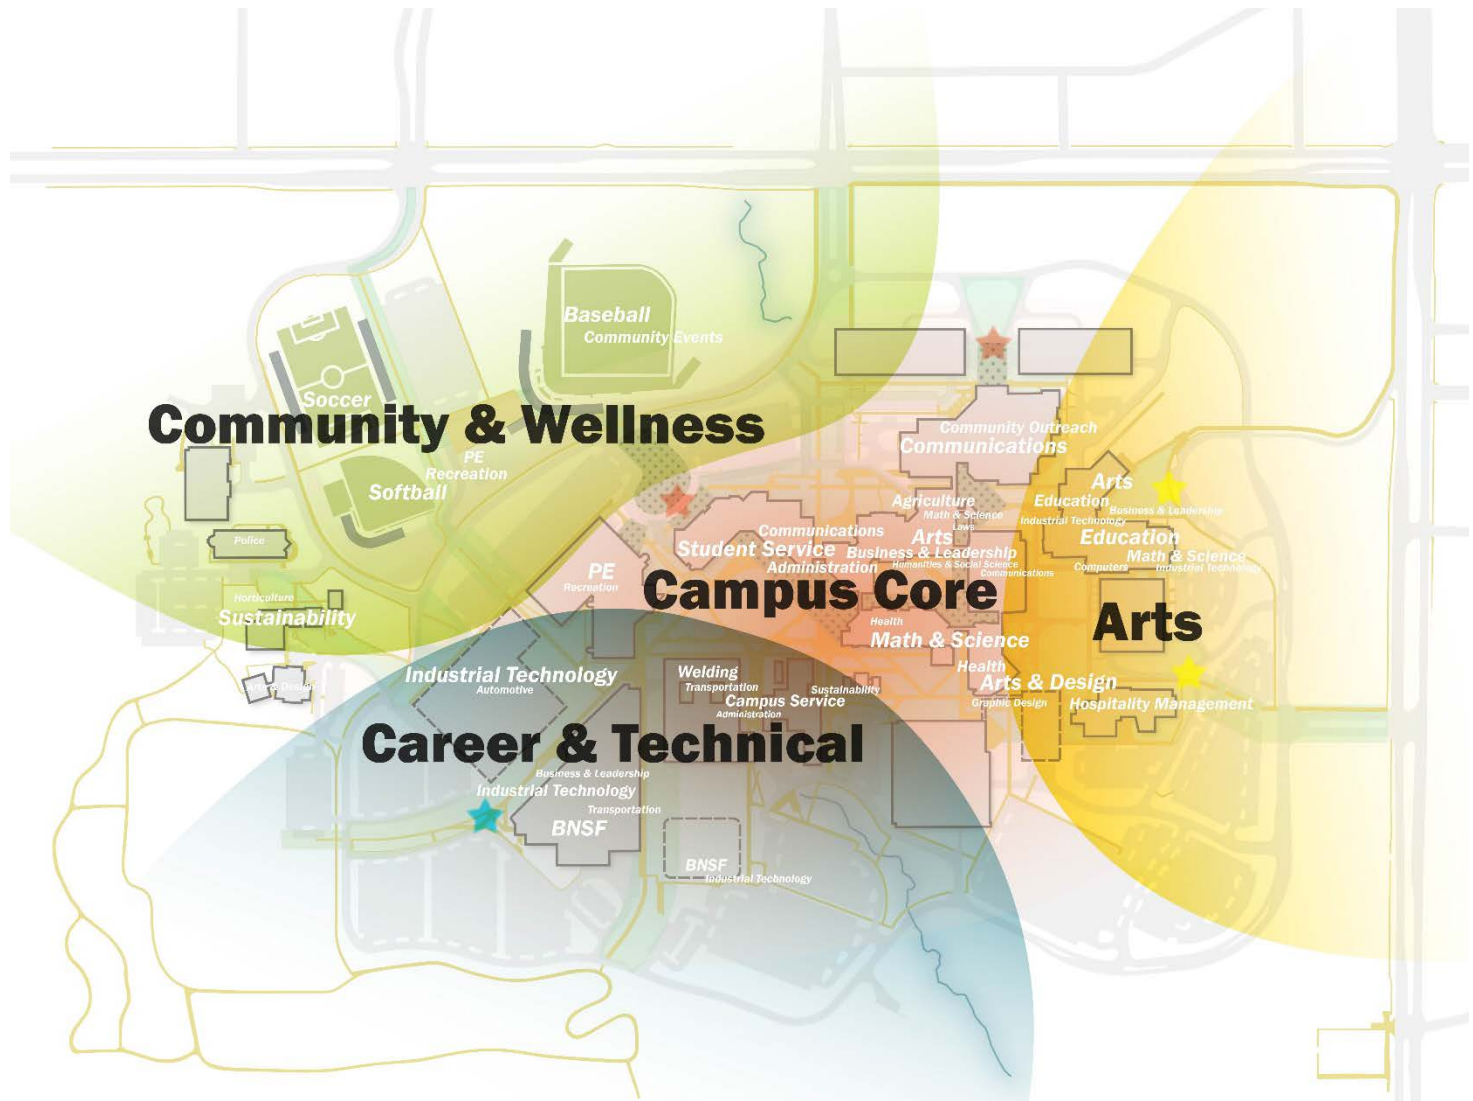 Baseball
Community Events
Soccer
Community & Wellness
PE
Recreation
Softball
Police
Horticulture
Sustainability
Arts & Design
Community Outreach
Communications
Agriculture
Math & Science
Laws
Communications
Student Service
Administration
Arts
Business & Leadership
Humanities & Social Science
Communications
PE
Recreation
Campus Core
Health
Math & Science
Health
Arts & Design
Graphic Design
Arts
Education
Business & Leadership
Industrial Technology
Education
Math & Science
Computers
Industrial Technology
Arts
Hospitality Management
Industrial Technology
Automotive
Welding
Transportation
Sustainability
Campus Service
Administration
Career & Technical
Business & Leadership
Industrial Technology
Transportation
BNSF
BNSF
Industrial Technology